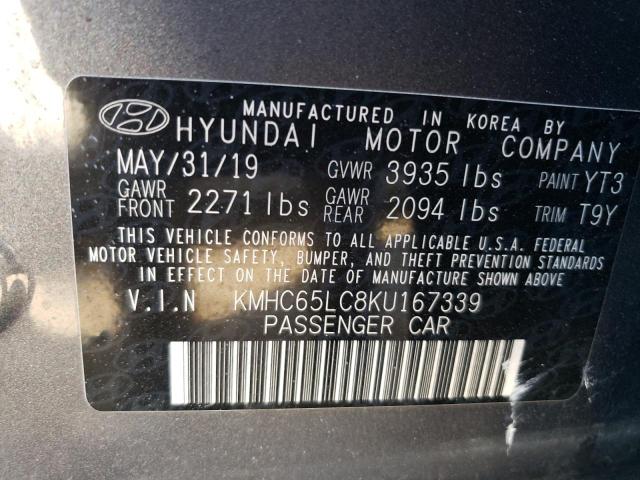 MANUFACTURED IN KOREA BY
HYUNDAI MOTOR COMPANY
MAY/31/19 GVWR 3935 lbs PAINT YT3
GAWR FRONT 2271 lbs GAWR REAR 2094 lbs TRIM T9Y
THIS VEHICLE CONFORMS TO ALL APPLICABLE U.S.A. FEDERAL
MOTOR VEHICLE SAFETY, BUMPER, AND THEFT PREVENTION STANDARDS
IN EFFECT ON THE DATE OF MANUFACTURE SHOWN ABOVE
V.I.N KMHC65LC8KU167339
PASSENGER CAR